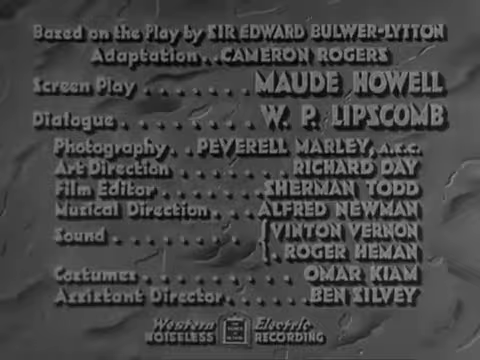 Based on the Play by SIR EDWARD BULWER-LYTTON
Adaptation..CAMERON ROGERS
Screen Play.......MAUDE HOWELL
Dialogue........W. P. LIPSCOMB
Photography..PEVERELL MARLEY, A.S.C.
Art Direction.......RICHARD DAY
Film Editor.......SHERMAN TODD
Musical Direction...ALFRED NEWMAN
Sound........{VINTON VERNON
.ROGER HEMAN
Costumes..........OMAR KIAM
Assistant Director......BEN SILVEY
Western Electric
NOISELESS RECORDING